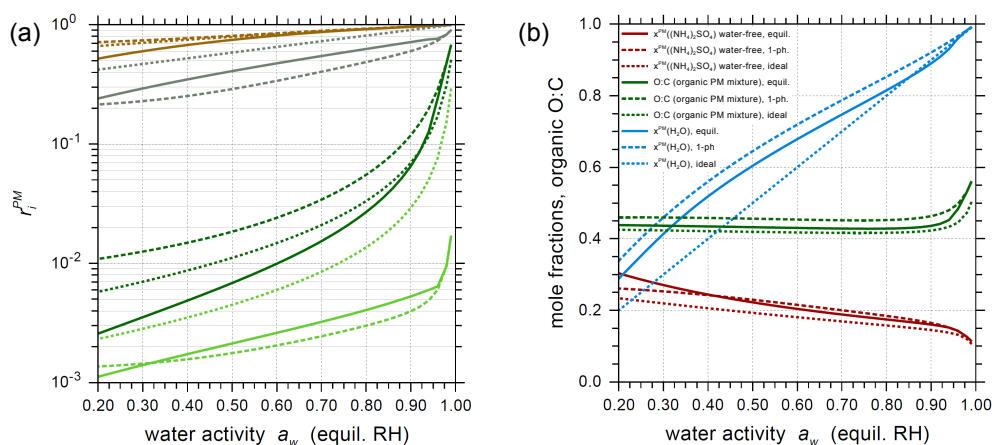 (a)
10⁰
10⁻¹
10⁻²
10⁻³
r_i^PM
0.20 0.30 0.40 0.50 0.60 0.70 0.80 0.90 1.00
water activity a_w (equil. RH)
(b)
1.0
0.8
0.6
0.4
0.2
0.0
mole fractions, organic O:C
x^PM((NH₄)₂SO₄) water-free, equil.
x^PM((NH₄)₂SO₄) water-free, 1-ph.
x^PM((NH₄)₂SO₄) water-free, ideal
O:C (organic PM mixture), equil.
O:C (organic PM mixture), 1-ph.
O:C (organic PM mixture), ideal
x^PM(H₂O), equil.
x^PM(H₂O), 1-ph
x^PM(H₂O), ideal
0.20 0.30 0.40 0.50 0.60 0.70 0.80 0.90 1.00
water activity a_w (equil. RH)